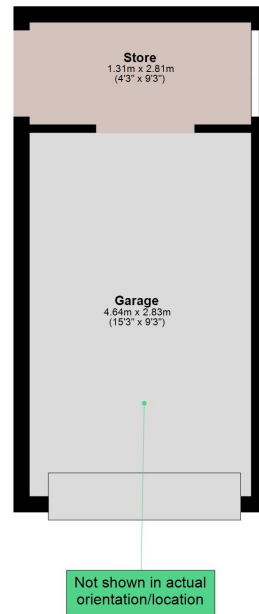 Store
1.31m x 2.81m
(4'3" x 9'3")
Garage
4.64m x 2.83m
(15'3" x 9'3")
Not shown in actual
orientation/location